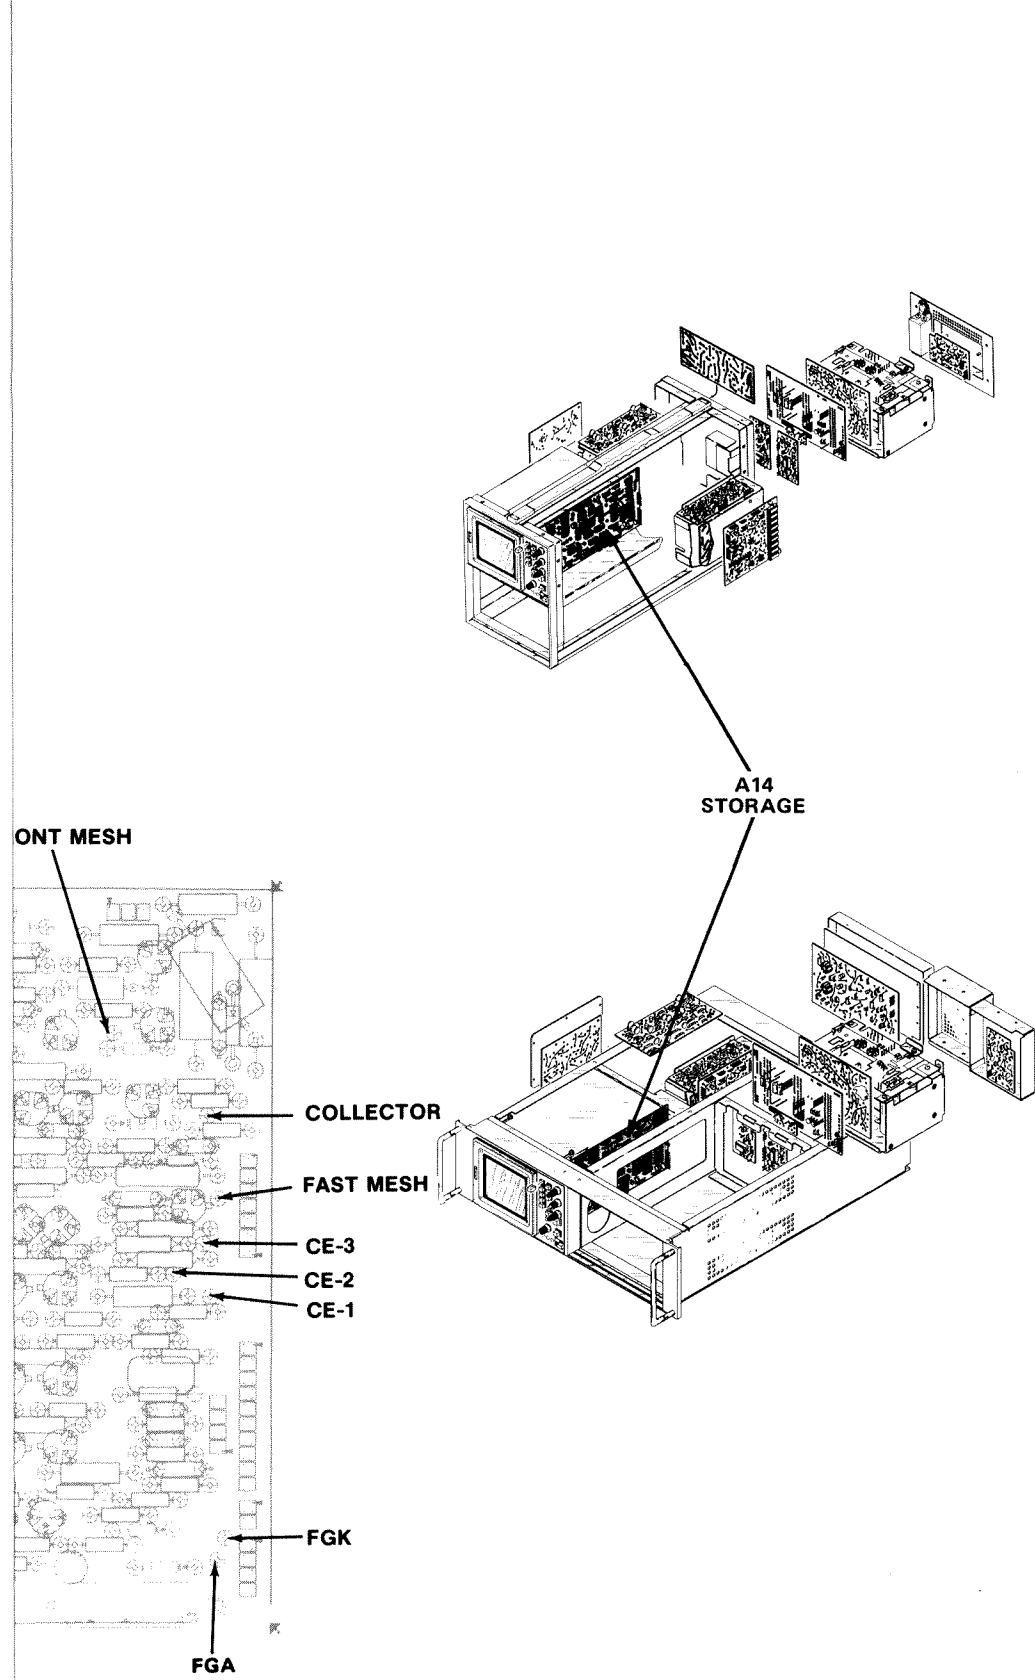 A14
STORAGE
ONT MESH
COLLECTOR
FAST MESH
CE-3
CE-2
CE-1
FGK
FGA